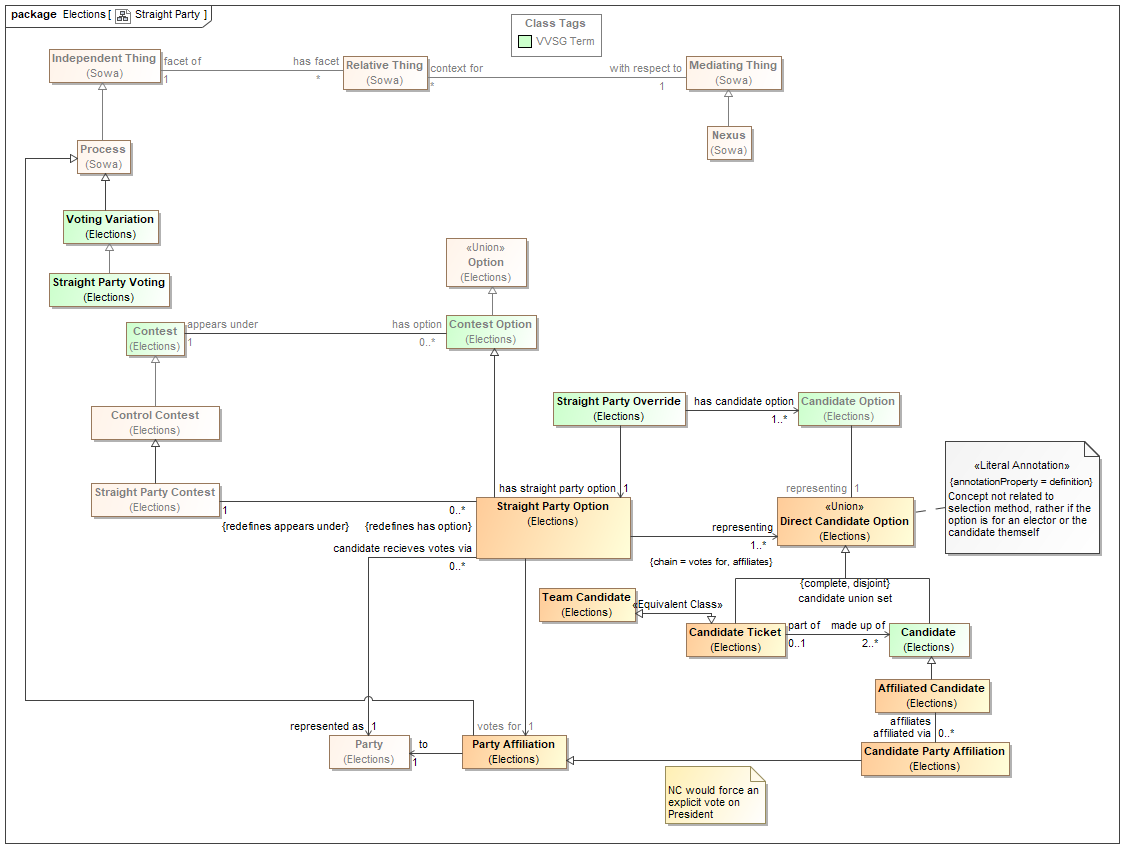 package Elections [ Straight Party ]
Class Tags
VVSG Term
Independent Thing
(Sowa)
facet of
1
has facet
*
Relative Thing
(Sowa)
context for
*
with respect to
1
Mediating Thing
(Sowa)
Nexus
(Sowa)
Process
(Sowa)
Voting Variation
(Elections)
Straight Party Voting
(Elections)
«Union»
Option
(Elections)
Contest
(Elections)
appears under
1
has option
0..*
Contest Option
(Elections)
Control Contest
(Elections)
Straight Party Override
(Elections)
has candidate option
1..*
Candidate Option
(Elections)
Straight Party Contest
(Elections)
1
{redefines appears under}
0..*
{redefines has option}
has straight party option
1
Straight Party Option
(Elections)
representing
1
«Union»
Direct Candidate Option
(Elections)
«Literal Annotation»
{annotationProperty = definition}
Concept not related to
selection method, rather if the
option is for an elector or the
candidate themself
representing
1..*
{chain = votes for, affiliates}
candidate recieves votes via
0..*
{complete, disjoint}
candidate union set
Team Candidate
(Elections)
«Equivalent Class»
Candidate Ticket
(Elections)
part of
0..1
made up of
2..*
Candidate
(Elections)
Affiliated Candidate
(Elections)
affiliates
affiliated via
0..*
represented as
1
votes for
1
Party
(Elections)
to
1
Party Affiliation
(Elections)
Candidate Party Affiliation
(Elections)
NC would force an
explicit vote on
President